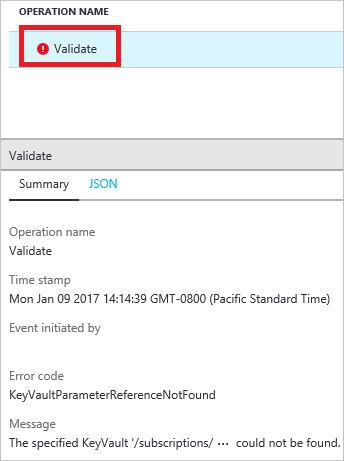 OPERATION NAME
Validate
Validate
Summary JSON
Operation name
Validate
Time stamp
Mon Jan 09 2017 14:14:39 GMT-0800 (Pacific Standard Time)
Event initiated by
Error code
KeyVaultParameterReferenceNotFound
Message
The specified KeyVault '/subscriptions/ ··· could not be found.